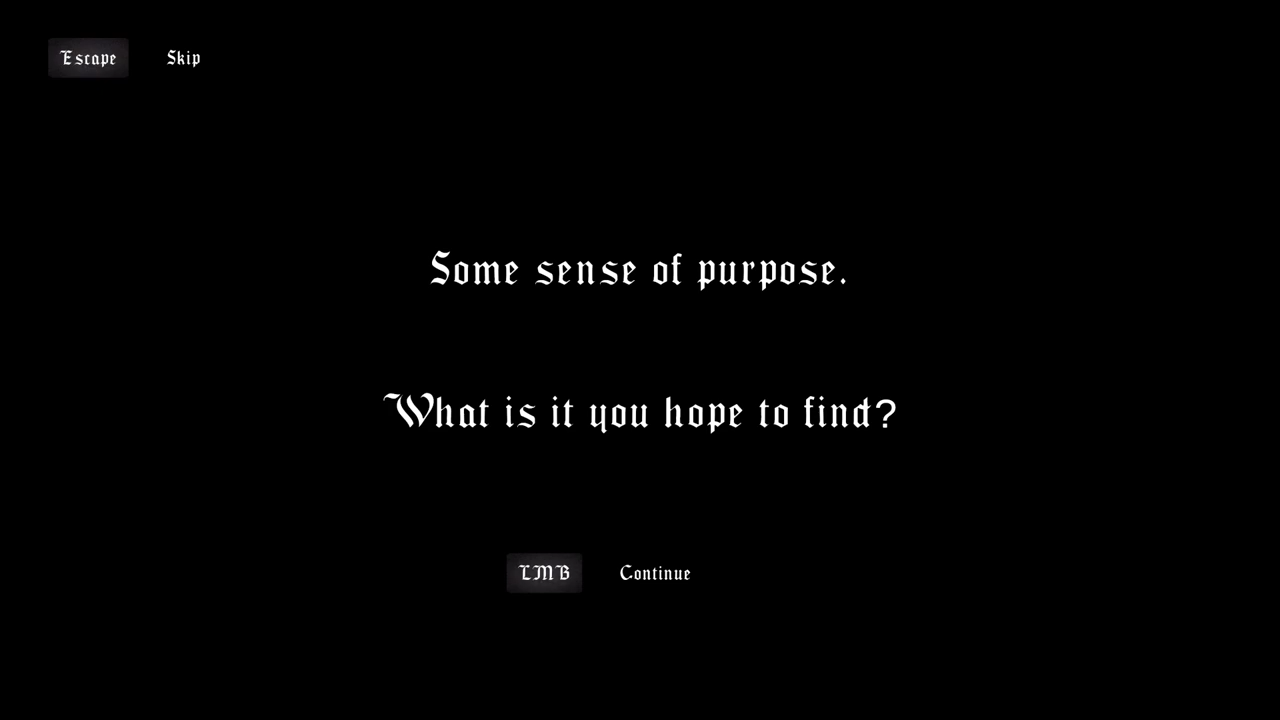 Escape Skip
Some sense of purpose.
What is it you hope to find?
LMB Continue